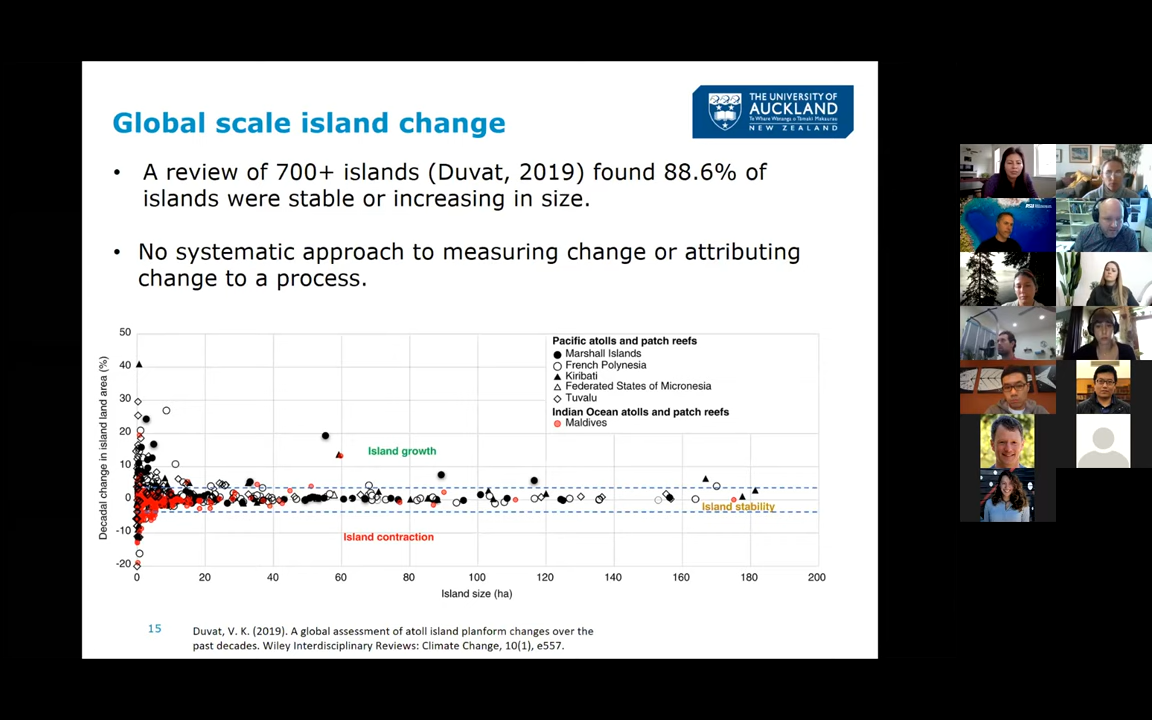 Global scale island change
THE UNIVERSITY OF
AUCKLAND
Te Whare Wānanga o Tāmaki Makaurau
NEW ZEALAND
• A review of 700+ islands (Duvat, 2019) found 88.6% of
islands were stable or increasing in size.
• No systematic approach to measuring change or attributing
change to a process.
Decadal change in island land area (%)
50
40
30
20
10
0
-10
-20
Pacific atolls and patch reefs
Marshall Islands
French Polynesia
Kiribati
Federated States of Micronesia
Tuvalu
Indian Ocean atolls and patch reefs
Maldives
Island growth
Island stability
Island contraction
0 20 40 60 80 100 120 140 160 180 200
Island size (ha)
15
Duvat, V. K. (2019). A global assessment of atoll island planform changes over the
past decades. Wiley Interdisciplinary Reviews: Climate Change, 10(1), e557.